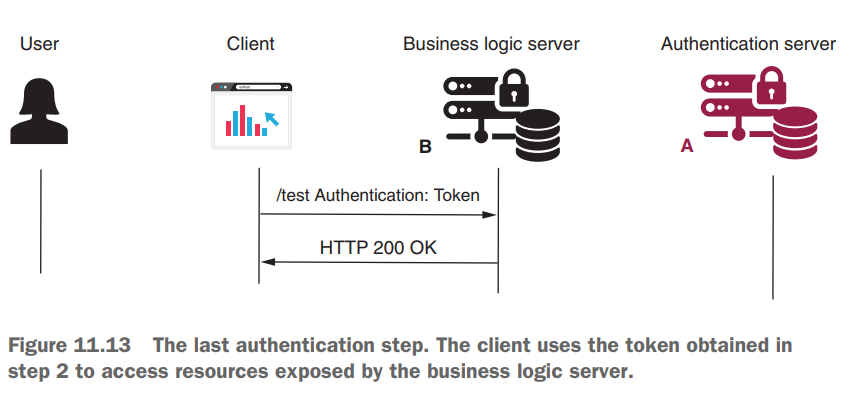 User
Client
Business logic server
Authentication server
www
B
A
/test Authentication: Token
HTTP 200 OK
Figure 11.13 The last authentication step. The client uses the token obtained in
step 2 to access resources exposed by the business logic server.